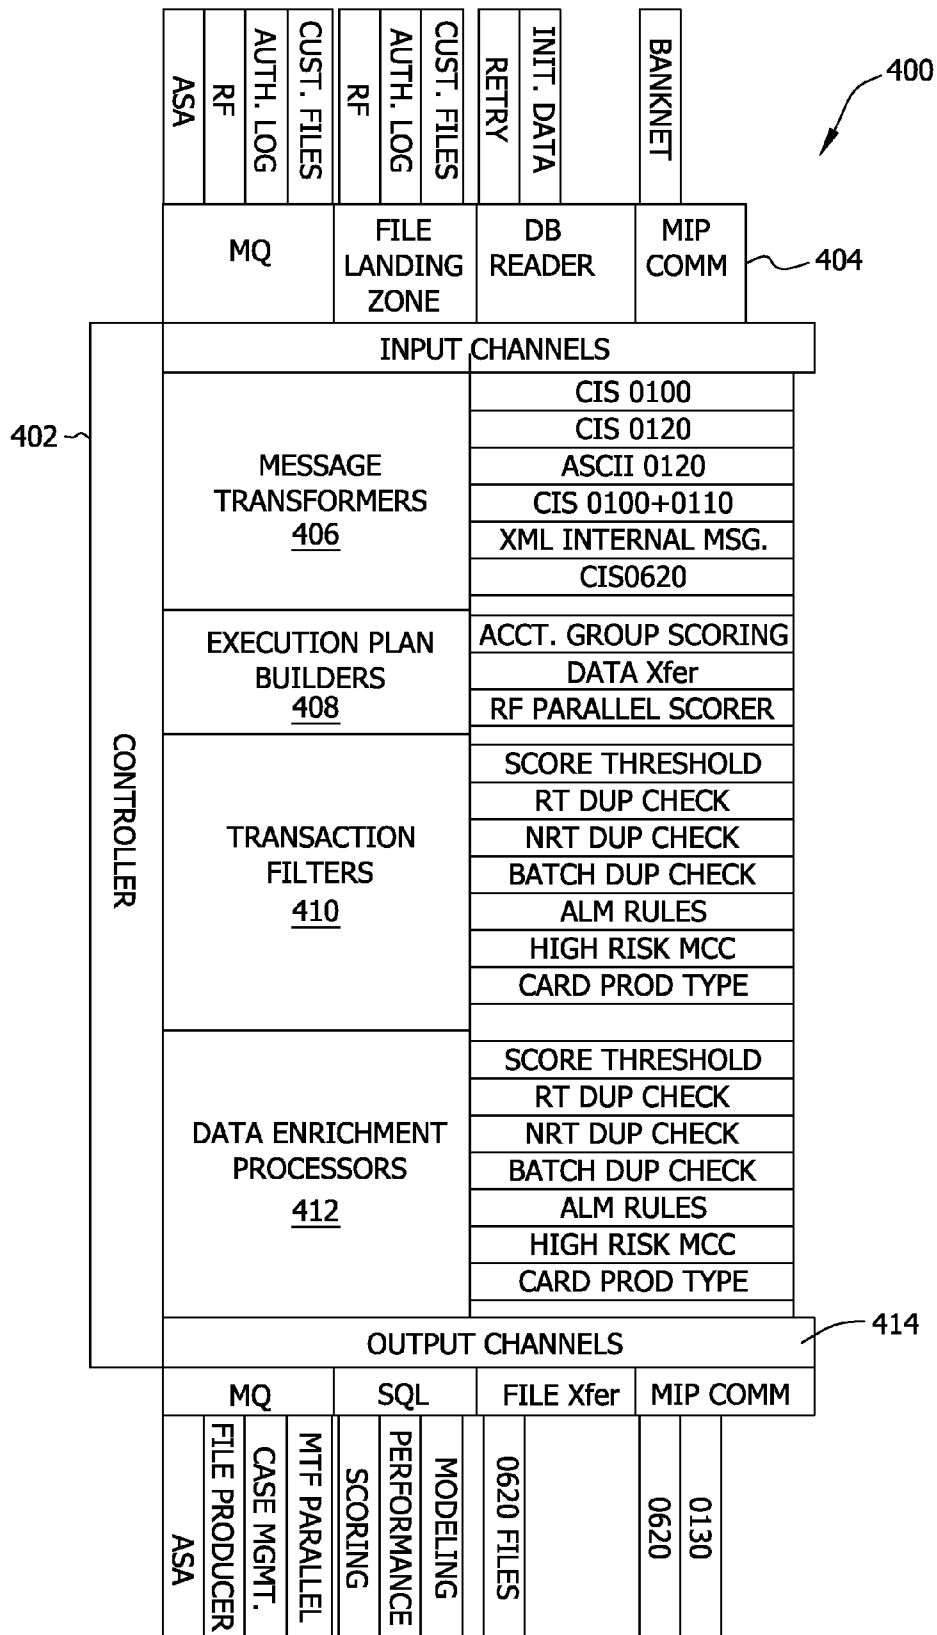 ASA
RF
AUTH. LOG
CUST. FILES
RF
AUTH. LOG
CUST. FILES
RETRY
INIT. DATA
BANKNET
400
MQ
FILE
LANDING
ZONE
DB
READER
MIP
COMM
404
INPUT CHANNELS
402
CONTROLLER
MESSAGE
TRANSFORMERS
406
CIS 0100
CIS 0120
ASCII 0120
CIS 0100+0110
XML INTERNAL MSG.
CIS0620
EXECUTION PLAN
BUILDERS
408
ACCT. GROUP SCORING
DATA Xfer
RF PARALLEL SCORER
TRANSACTION
FILTERS
410
SCORE THRESHOLD
RT DUP CHECK
NRT DUP CHECK
BATCH DUP CHECK
ALM RULES
HIGH RISK MCC
CARD PROD TYPE
DATA ENRICHMENT
PROCESSORS
412
SCORE THRESHOLD
RT DUP CHECK
NRT DUP CHECK
BATCH DUP CHECK
ALM RULES
HIGH RISK MCC
CARD PROD TYPE
OUTPUT CHANNELS
414
MQ
SQL
FILE Xfer
MIP COMM
ASA
FILE PRODUCER
CASE MGMT.
MTF PARALLEL
SCORING
PERFORMANCE
MODELING
0620 FILES
0620
0130